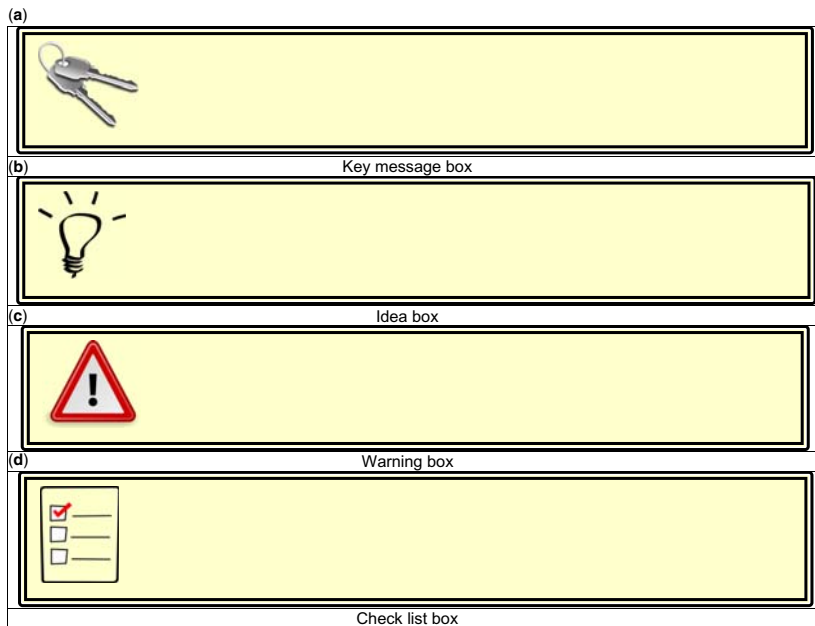 (a)
(b) Key message box
(c) Idea box
!
(d) Warning box
Check list box